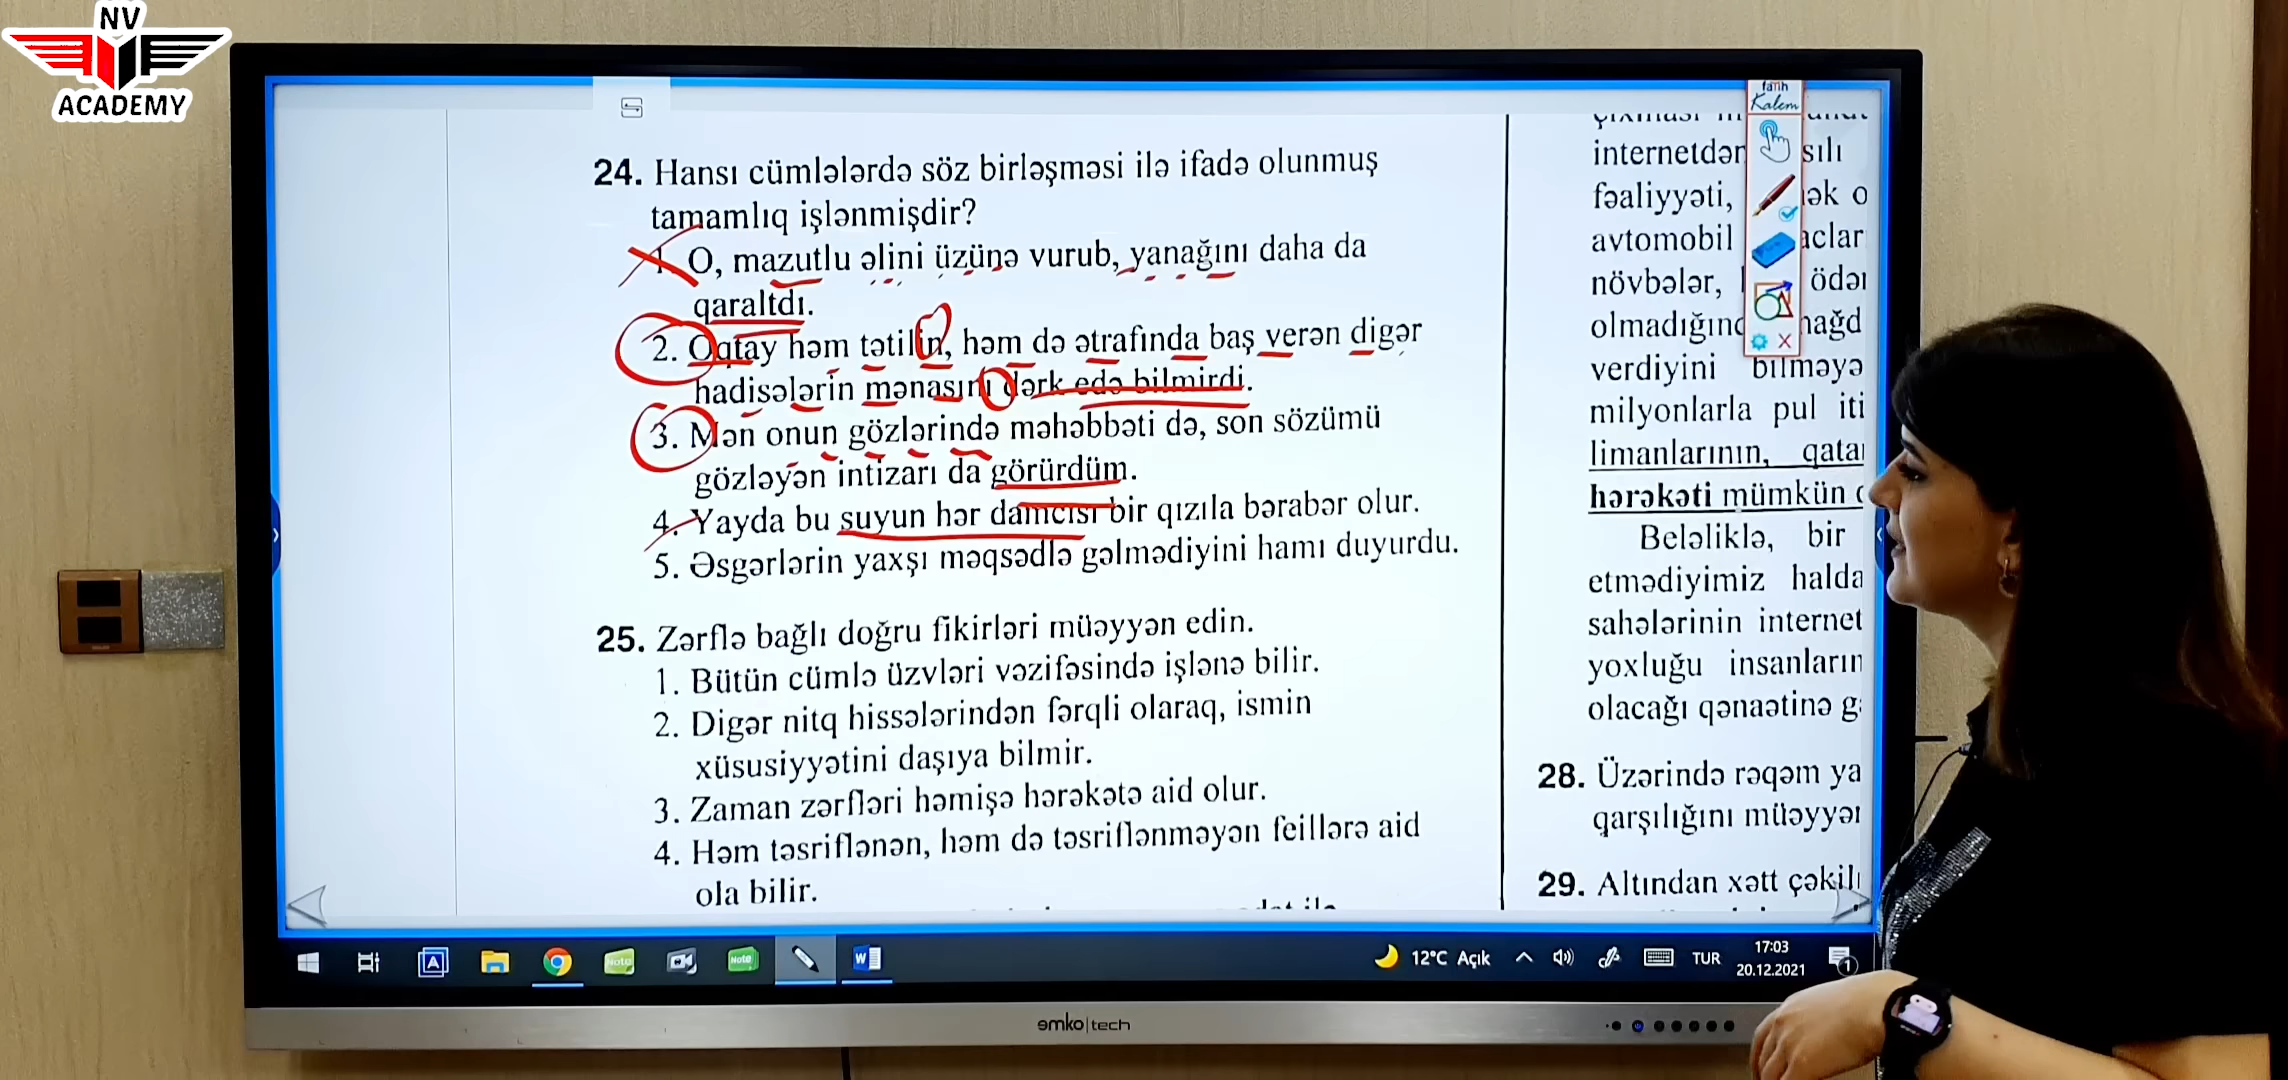 NV
ACADEMY
24. Hansı cümlələrdə söz birləşməsi ilə ifadə olunmuş
tamamlıq işlənmişdir?
1. O, mazutlu əlini üzünə vurub, yanağını daha da
qaraltdı.
2. Oqtay həm tətilin, həm də ətrafında baş verən digər
hadisələrin mənasını dərk edə bilmirdi.
3. Mən onun gözlərində məhəbbəti də, son sözümü
gözləyən intizarı da görürdüm.
4. Yayda bu suyun hər damcısı bir qızıla bərabər olur.
5. Əsgərlərin yaxşı məqsədlə gəlmədiyini hamı duyurdu.
25. Zərflə bağlı doğru fikirləri müəyyən edin.
1. Bütün cümlə üzvləri vəzifəsində işlənə bilir.
2. Digər nitq hissələrindən fərqli olaraq, ismin
xüsusiyyətini daşıya bilmir.
3. Zaman zərfləri həmişə hərəkətə aid olur.
4. Həm təsriflənən, həm də təsriflənməyən feillərə aid
ola bilir.
fatih
Kalem
internetdən
fəaliyyəti,
avtomobil
növbələr,
verdiyini bilməyə
milyonlarla pul iti
limanlarının, qata
hərəkəti mümkün
Beləliklə, bir
etmədiyimiz halda
sahələrinin internet
yoxluğu insanların
olacağı qənaətinə g
28. Üzərində rəqəm ya
qarşılığını müəyyən
29. Altından xətt çəkil
12°C Açık
TUR
17:03
20.12.2021
1
emko|tech